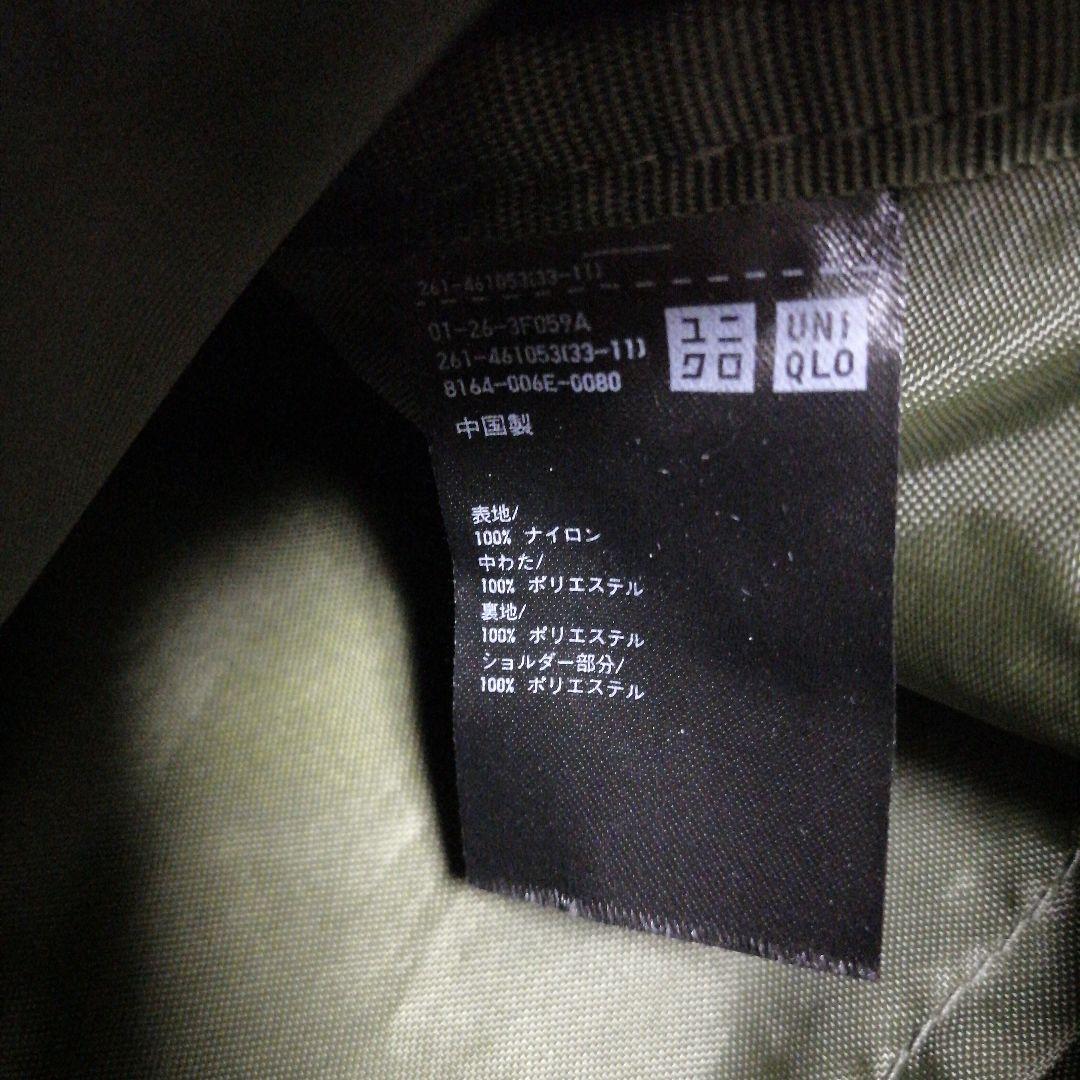 261-461053(33-11)
01-26-3F059A
261-461053(33-11)
8164-006E-0080
ユニ
クロ
UNI
QLO
中国製
表地/
100% ナイロン
中わた/
100% ポリエステル
裏地/
100% ポリエステル
ショルダー部分/
100% ポリエステル